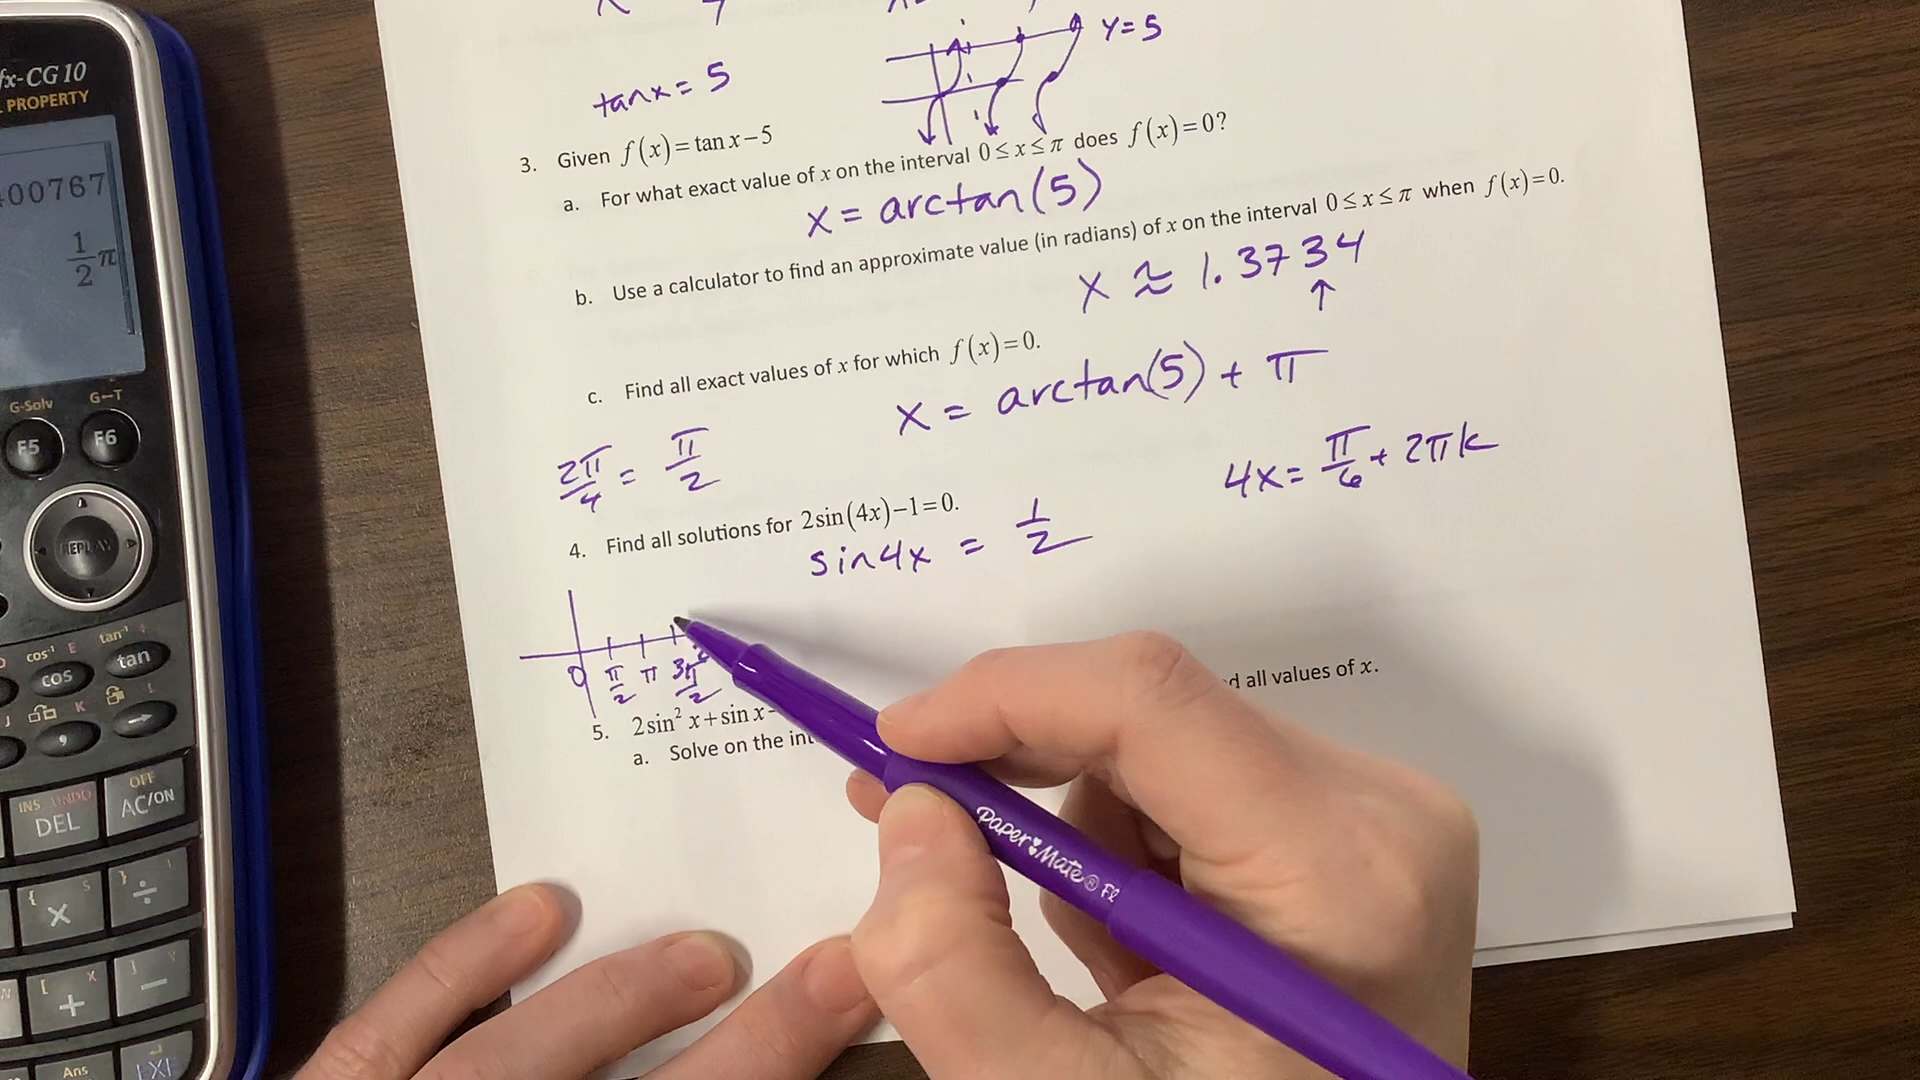 fx-CG10
PROPERTY
00767
1/2 π
G-Solv G↔T
F5 F6
REPLAY
cos⁻¹ E tan⁻¹
cos tan
K L
,
INS UNDO OFF
DEL AC/ON
{ S }
× ÷
[ X ] Y
+ −
Ans
tanx = 5
y=5
3. Given f(x)=tan x−5
a. For what exact value of x on the interval 0≤x≤π does f(x)=0?
x = arctan(5)
b. Use a calculator to find an approximate value (in radians) of x on the interval 0≤x≤π when f(x)=0.
x ≈ 1.3734
↑
c. Find all exact values of x for which f(x)=0.
x = arctan(5) + π
2π/4 = π/2
4x = π/6 + 2πk
4. Find all solutions for 2sin(4x)−1=0.
sin4x = 1/2
0 π/2 π 3π/2
5. 2sin² x+sin x−
d all values of x.
a. Solve on the int
Paper Mate® Fl